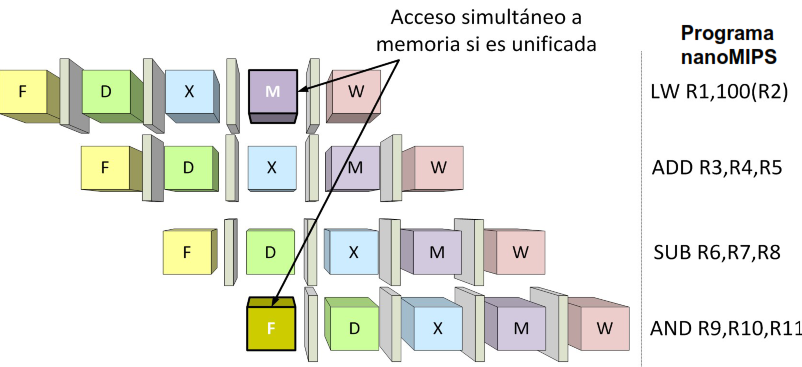 Acceso simultáneo a
memoria si es unificada
Programa
nanoMIPS
F D X M W LW R1,100(R2)
F D X M W ADD R3,R4,R5
F D X M W SUB R6,R7,R8
F D X M W AND R9,R10,R11